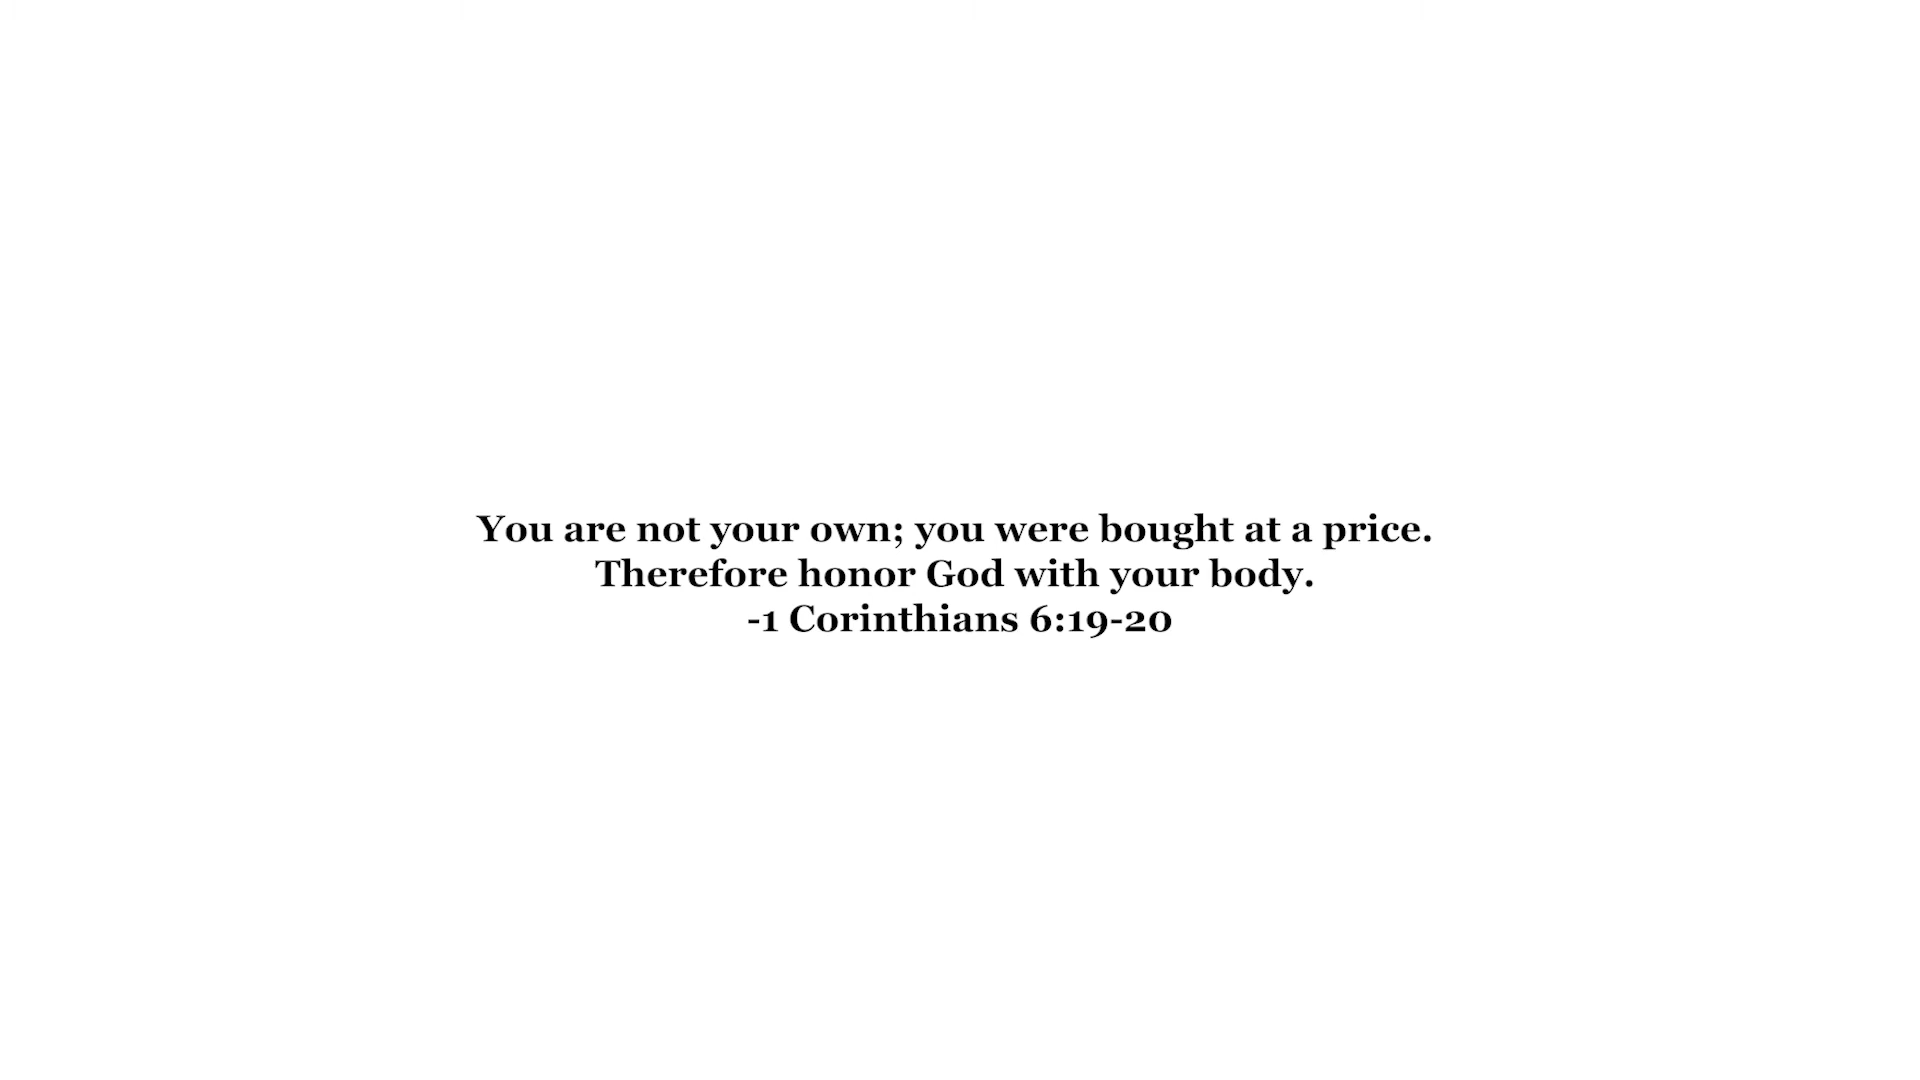 You are not your own; you were bought at a price.
Therefore honor God with your body.
-1 Corinthians 6:19-20